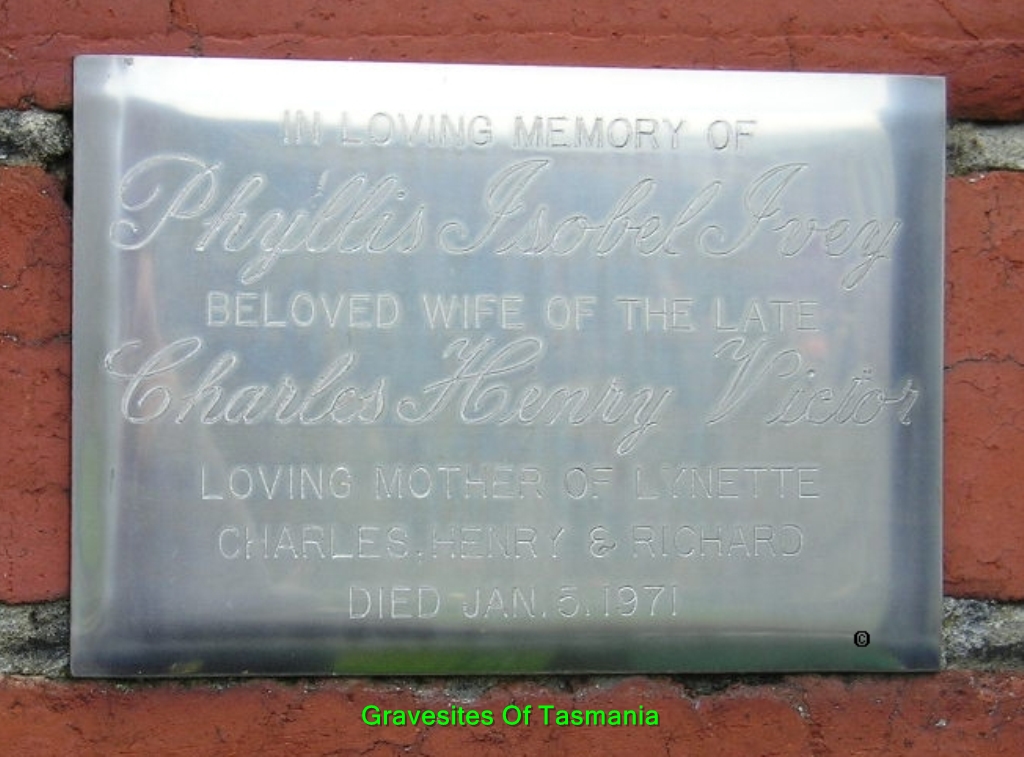 IN LOVING MEMORY OF
Phyllis Isobel Ivey
BELOVED WIFE OF THE LATE
Charles Henry Victor
LOVING MOTHER OF LYNETTE
CHARLES, HENRY & RICHARD
DIED JAN. 5. 1971
©
Gravesites Of Tasmania